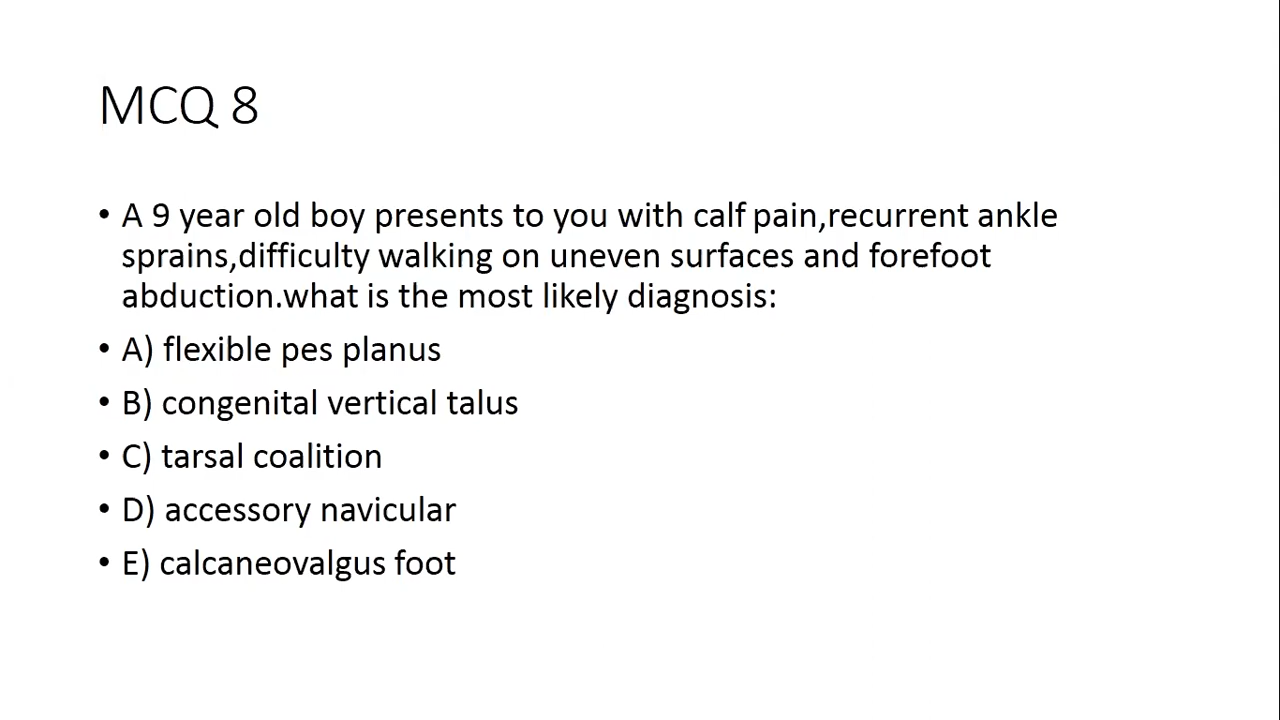 MCQ 8
• A 9 year old boy presents to you with calf pain,recurrent ankle
sprains,difficulty walking on uneven surfaces and forefoot
abduction.what is the most likely diagnosis:
• A) flexible pes planus
• B) congenital vertical talus
• C) tarsal coalition
• D) accessory navicular
• E) calcaneovalgus foot